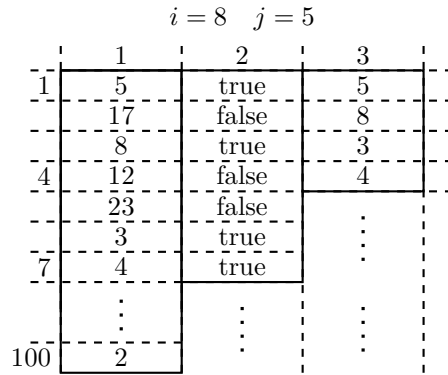 i = 8 j = 5
1 2 3
1 5 true 5
17 false 8
8 true 3
4 12 false 4
23 false
3 true
7 4 true
100 2